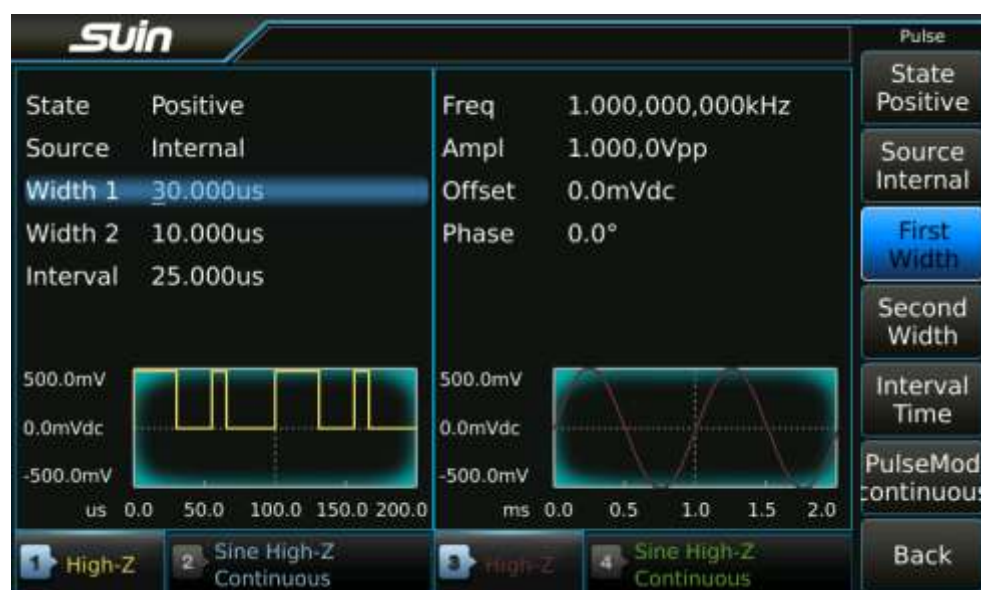 SUIN
Pulse
State Positive
Source Internal
Width 1 30.000us
Width 2 10.000us
Interval 25.000us
Freq 1.000,000,000kHz
Ampl 1.000,0Vpp
Offset 0.0mVdc
Phase 0.0°
500.0mV
0.0mVdc
-500.0mV
us 0.0 50.0 100.0 150.0 200.0
500.0mV
0.0mVdc
-500.0mV
ms 0.0 0.5 1.0 1.5 2.0
1 High-Z
2 Sine High-Z
Continuous
3 High-Z
4 Sine High-Z
Continuous
State
Positive
Source
Internal
First
Width
Second
Width
Interval
Time
PulseMod
continuous
Back